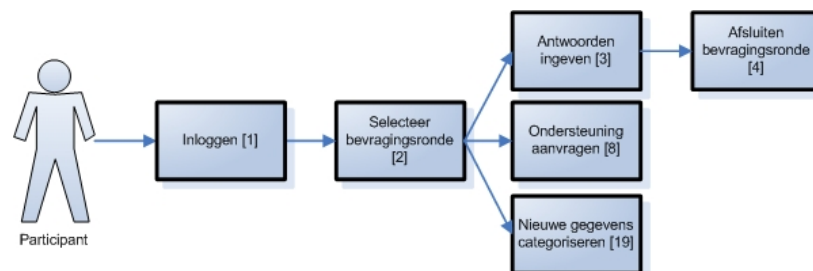 Participant
Inloggen [1]
Selecteer
bevragingsronde
[2]
Antwoorden
ingeven [3]
Afsluiten
bevragingsronde
[4]
Ondersteuning
aanvragen [8]
Nieuwe gegevens
categoriseren [19]